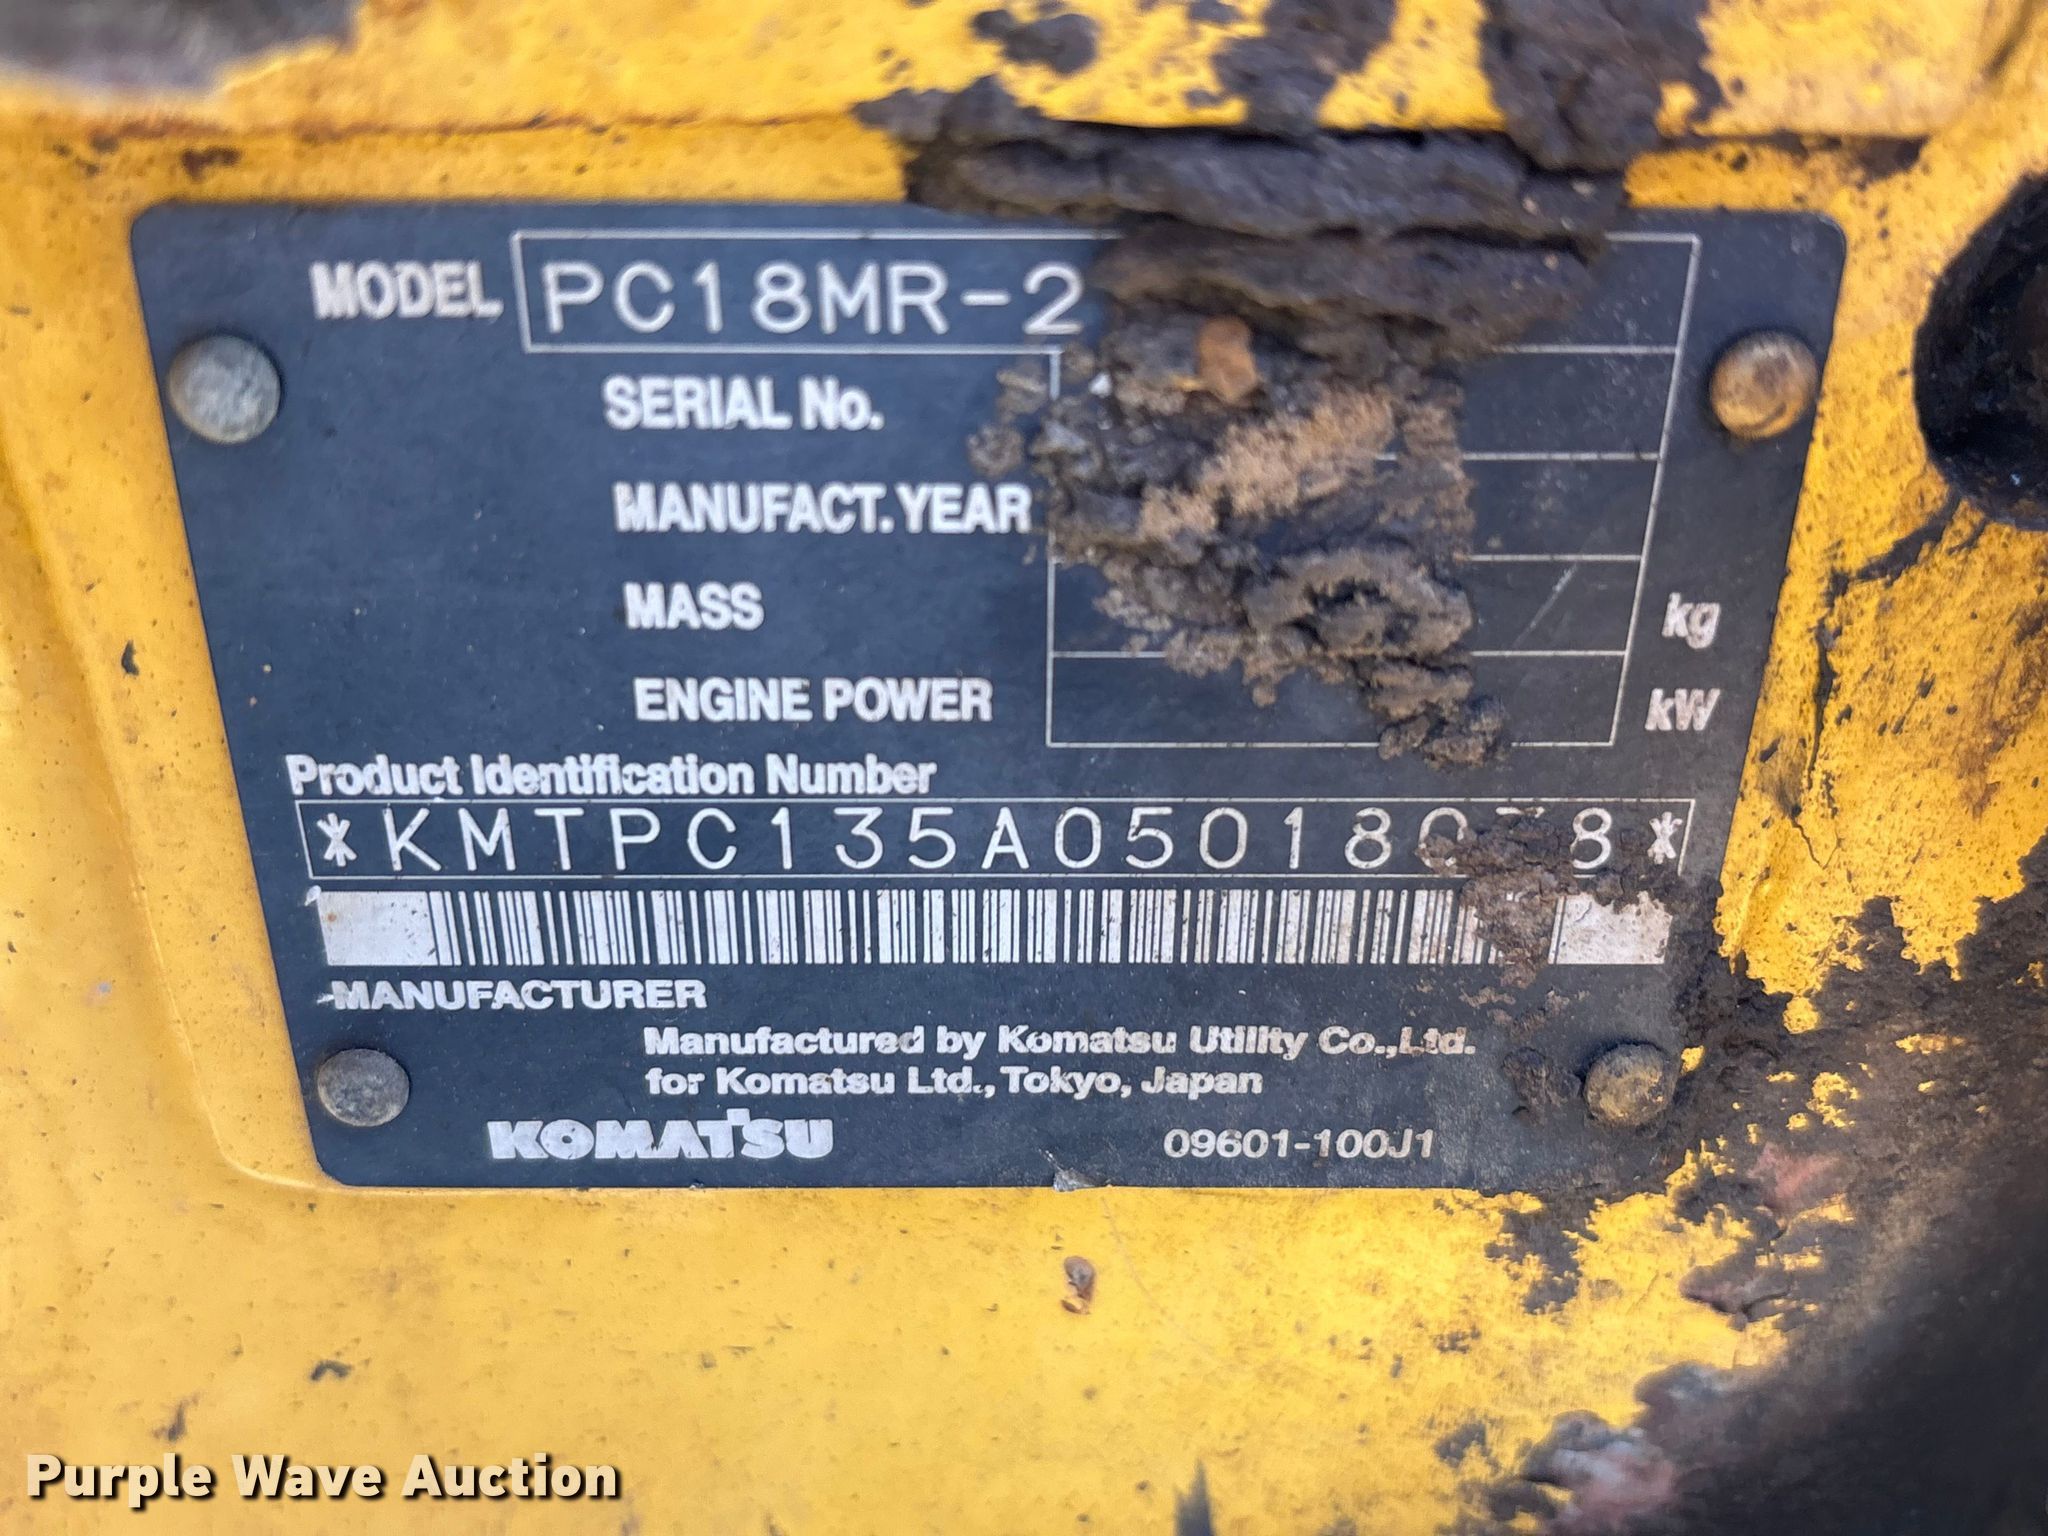 MODEL PC18MR-2
SERIAL No.
MANUFACT. YEAR
MASS kg
ENGINE POWER kW
Product Identification Number
MANUFACTURER
Manufactured by Komatsu Utility Co.,Ltd.
for Komatsu Ltd., Tokyo, Japan
KOMATSU 09601-100J1
Purple Wave Auction